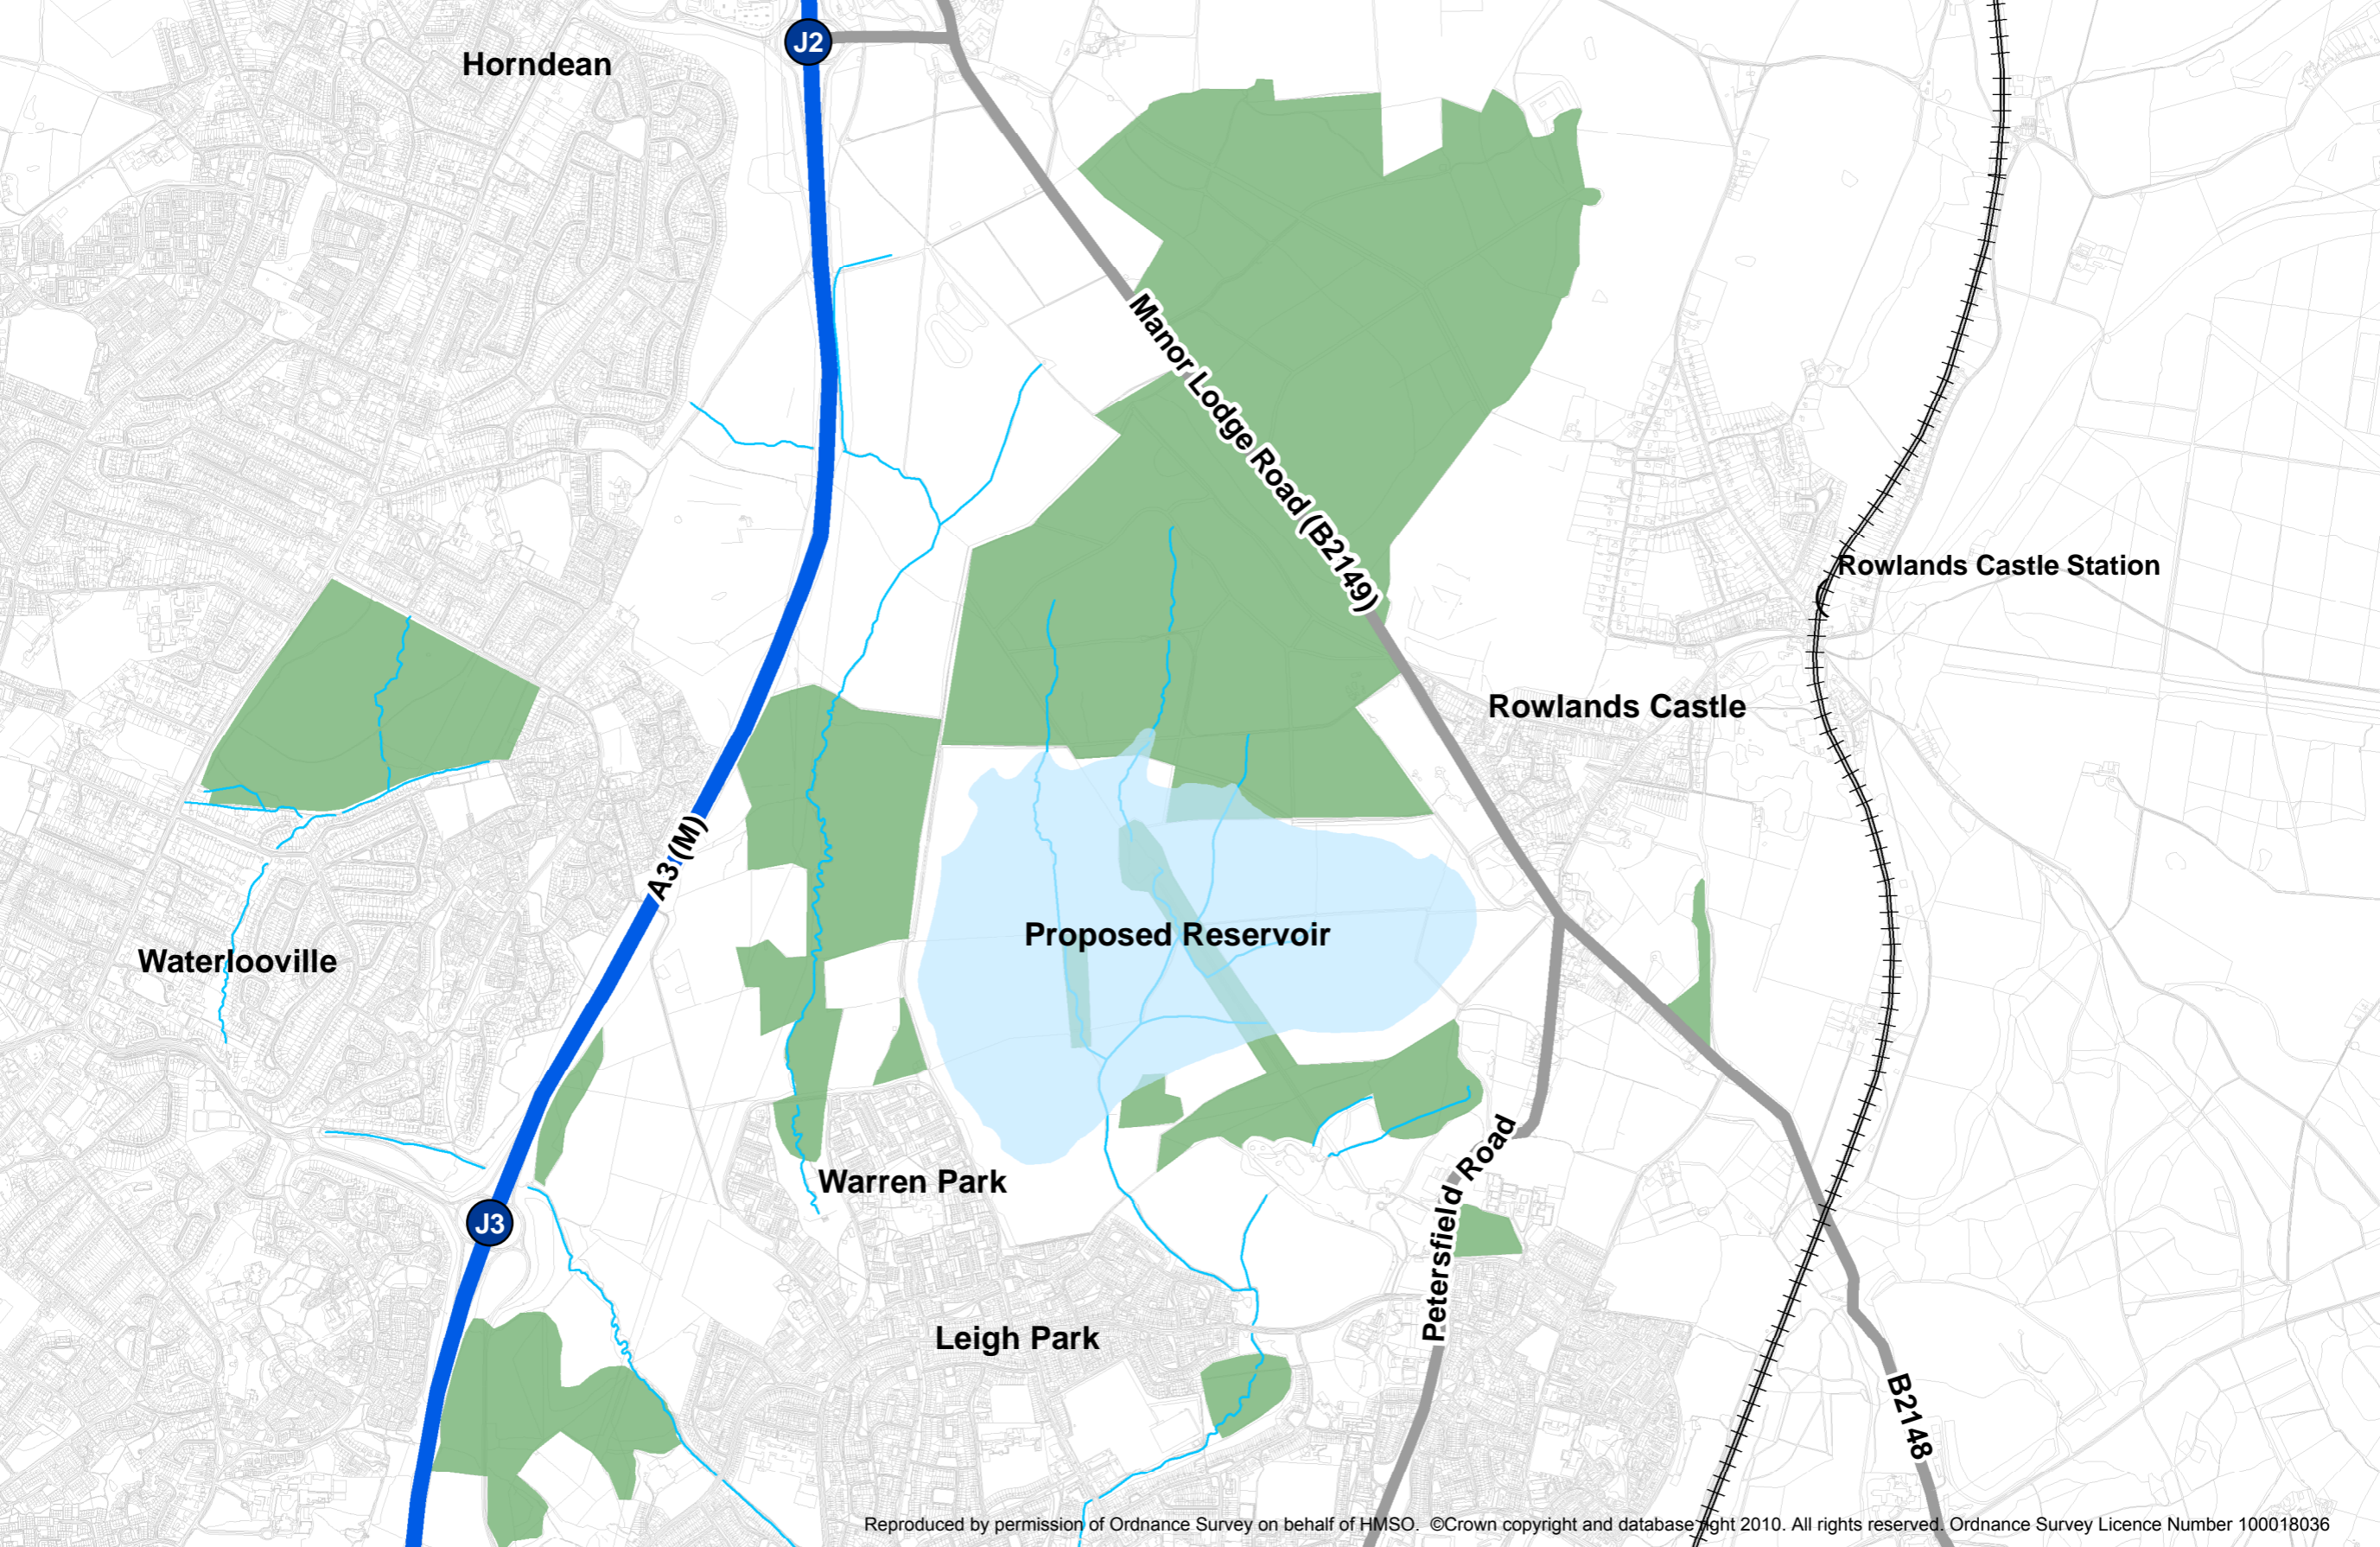 J2
Horndean
Manor Lodge Road (B2149)
Rowlands Castle Station
Rowlands Castle
A3 (M)
Proposed Reservoir
Waterlooville
Warren Park
Petersfield Road
J3
Leigh Park
B2148
Reproduced by permission of Ordnance Survey on behalf of HMSO. ©Crown copyright and database right 2010. All rights reserved. Ordnance Survey Licence Number 100018036